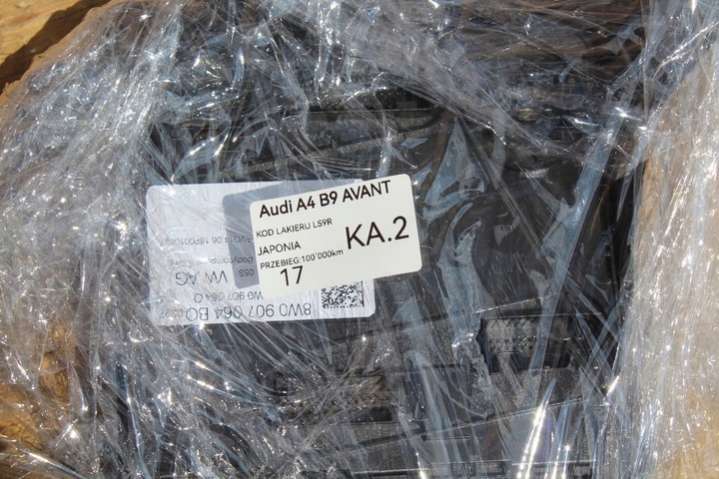 Audi A4 B9 AVANT
KOD LAKIERU LS9R
JAPONIA
KA.2
PRZEBIEG:100'000km
17
8W0 907 064 BQ
VW AG